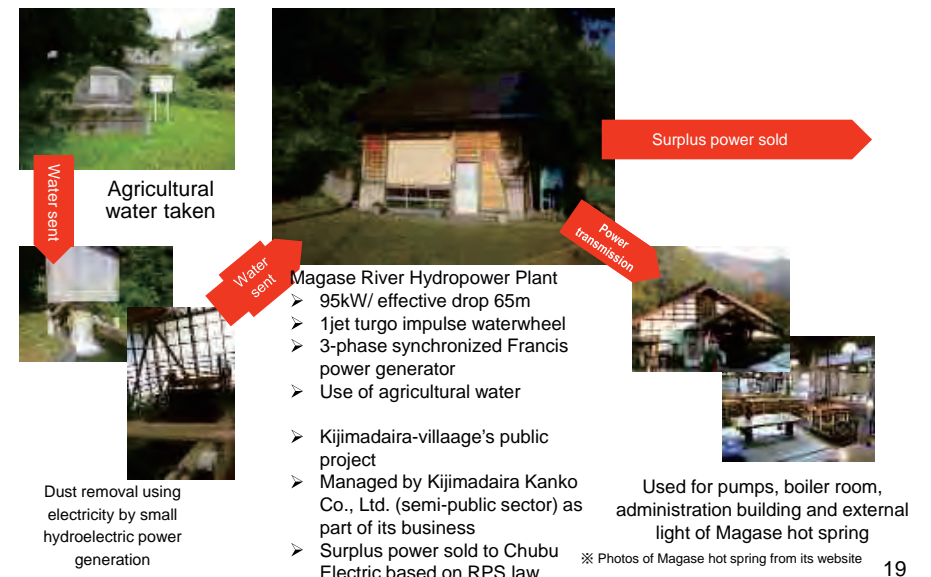 Surplus power sold
Water sent
Agricultural
water taken
Power
transmission
Water
sent
Magase River Hydropower Plant
➢ 95kW/ effective drop 65m
➢ 1jet turgo impulse waterwheel
➢ 3-phase synchronized Francis
power generator
➢ Use of agricultural water
➢ Kijimadaira-villaage's public
project
➢ Managed by Kijimadaira Kanko
Co., Ltd. (semi-public sector) as
part of its business
➢ Surplus power sold to Chubu
Electric based on RPS law
Dust removal using
electricity by small
hydroelectric power
generation
Used for pumps, boiler room,
administration building and external
light of Magase hot spring
※ Photos of Magase hot spring from its website
19